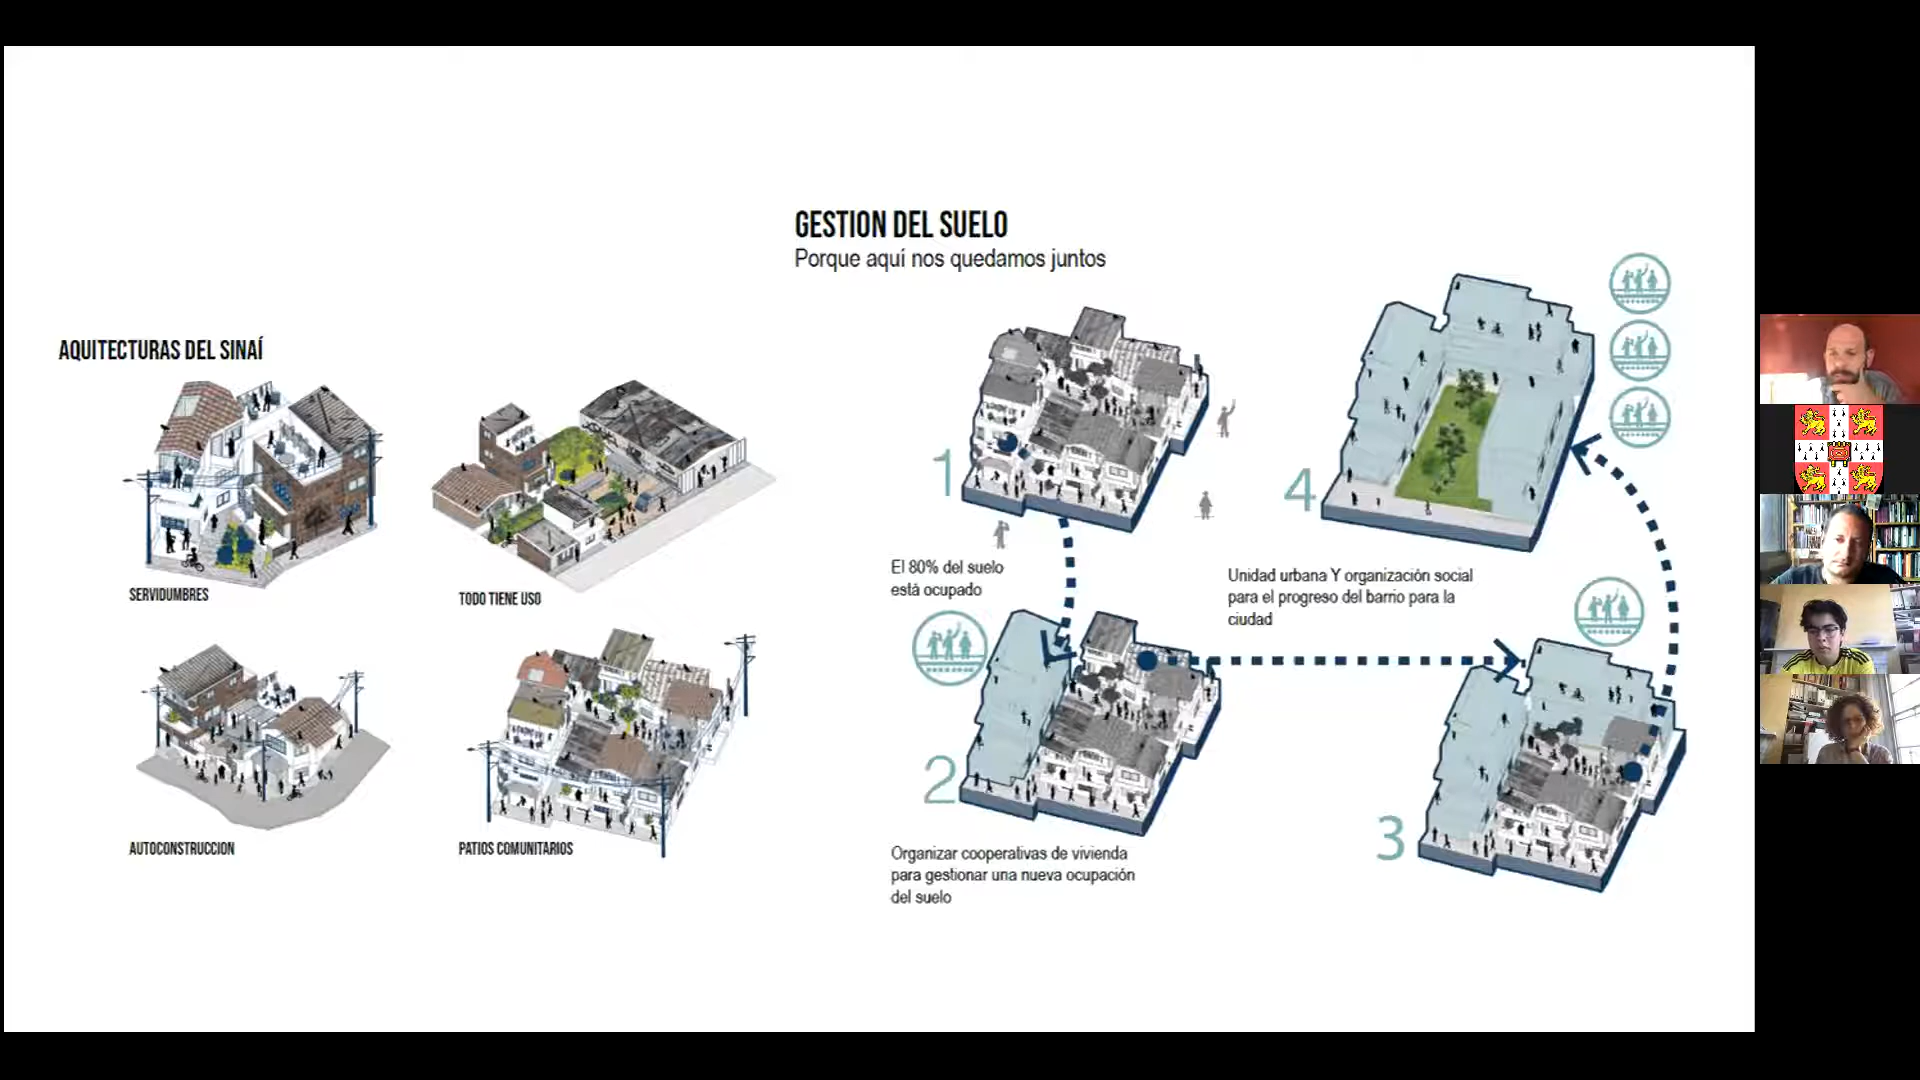 AQUITECTURAS DEL SINAÍ
SERVIDUMBRES
TODO TIENE USO
AUTOCONSTRUCCION
PATIOS COMUNITARIOS
GESTION DEL SUELO
Porque aquí nos quedamos juntos
1
El 80% del suelo
está ocupado
2
Organizar cooperativas de vivienda
para gestionar una nueva ocupación
del suelo
3
4
Unidad urbana Y organización social
para el progreso del barrio para la
ciudad